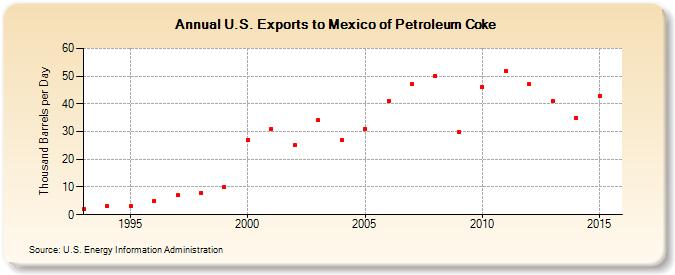 Annual U.S. Exports to Mexico of Petroleum Coke
Thousand Barrels per Day
60
50
40
30
20
10
0
1995 2000 2005 2010 2015
Source: U.S. Energy Information Administration